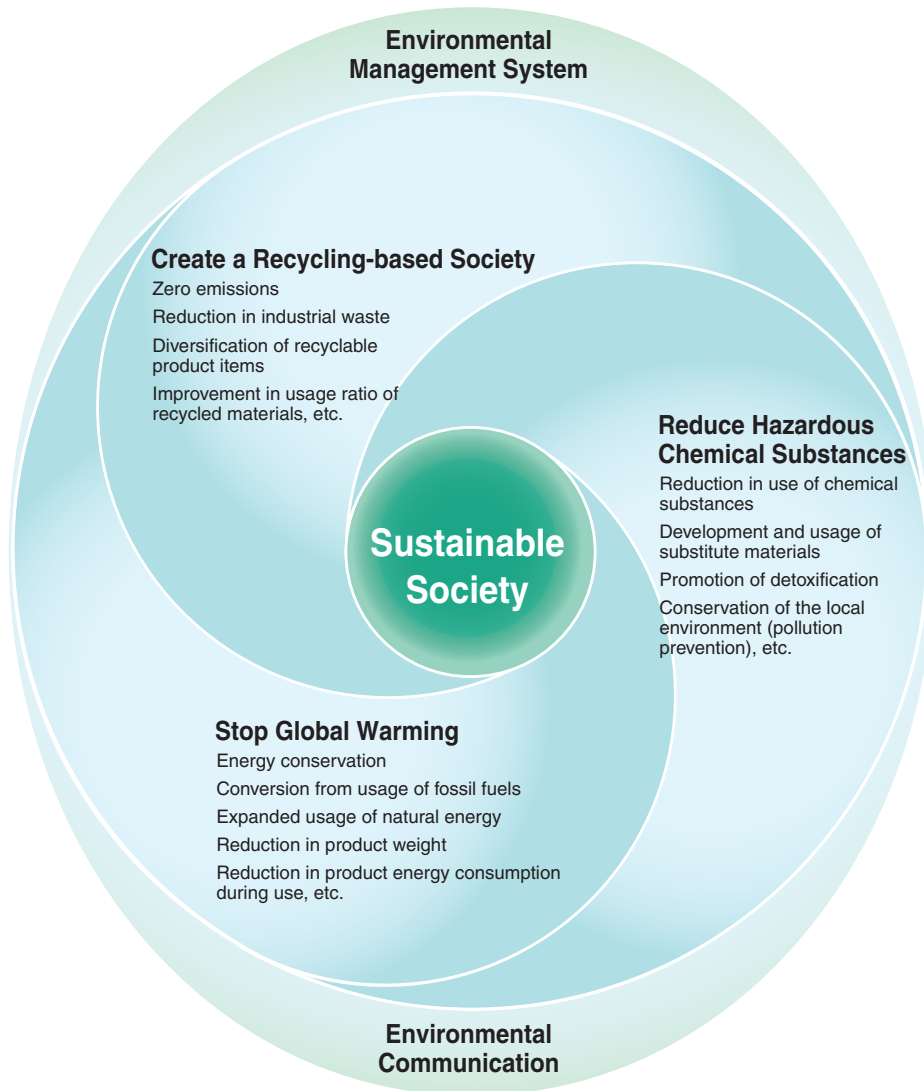 Environmental
Management System
Create a Recycling-based Society
Zero emissions
Reduction in industrial waste
Diversification of recyclable
product items
Improvement in usage ratio of
recycled materials, etc.
Reduce Hazardous
Chemical Substances
Reduction in use of chemical
substances
Development and usage of
substitute materials
Promotion of detoxification
Conservation of the local
environment (pollution
prevention), etc.
Sustainable
Society
Stop Global Warming
Energy conservation
Conversion from usage of fossil fuels
Expanded usage of natural energy
Reduction in product weight
Reduction in product energy consumption
during use, etc.
Environmental
Communication